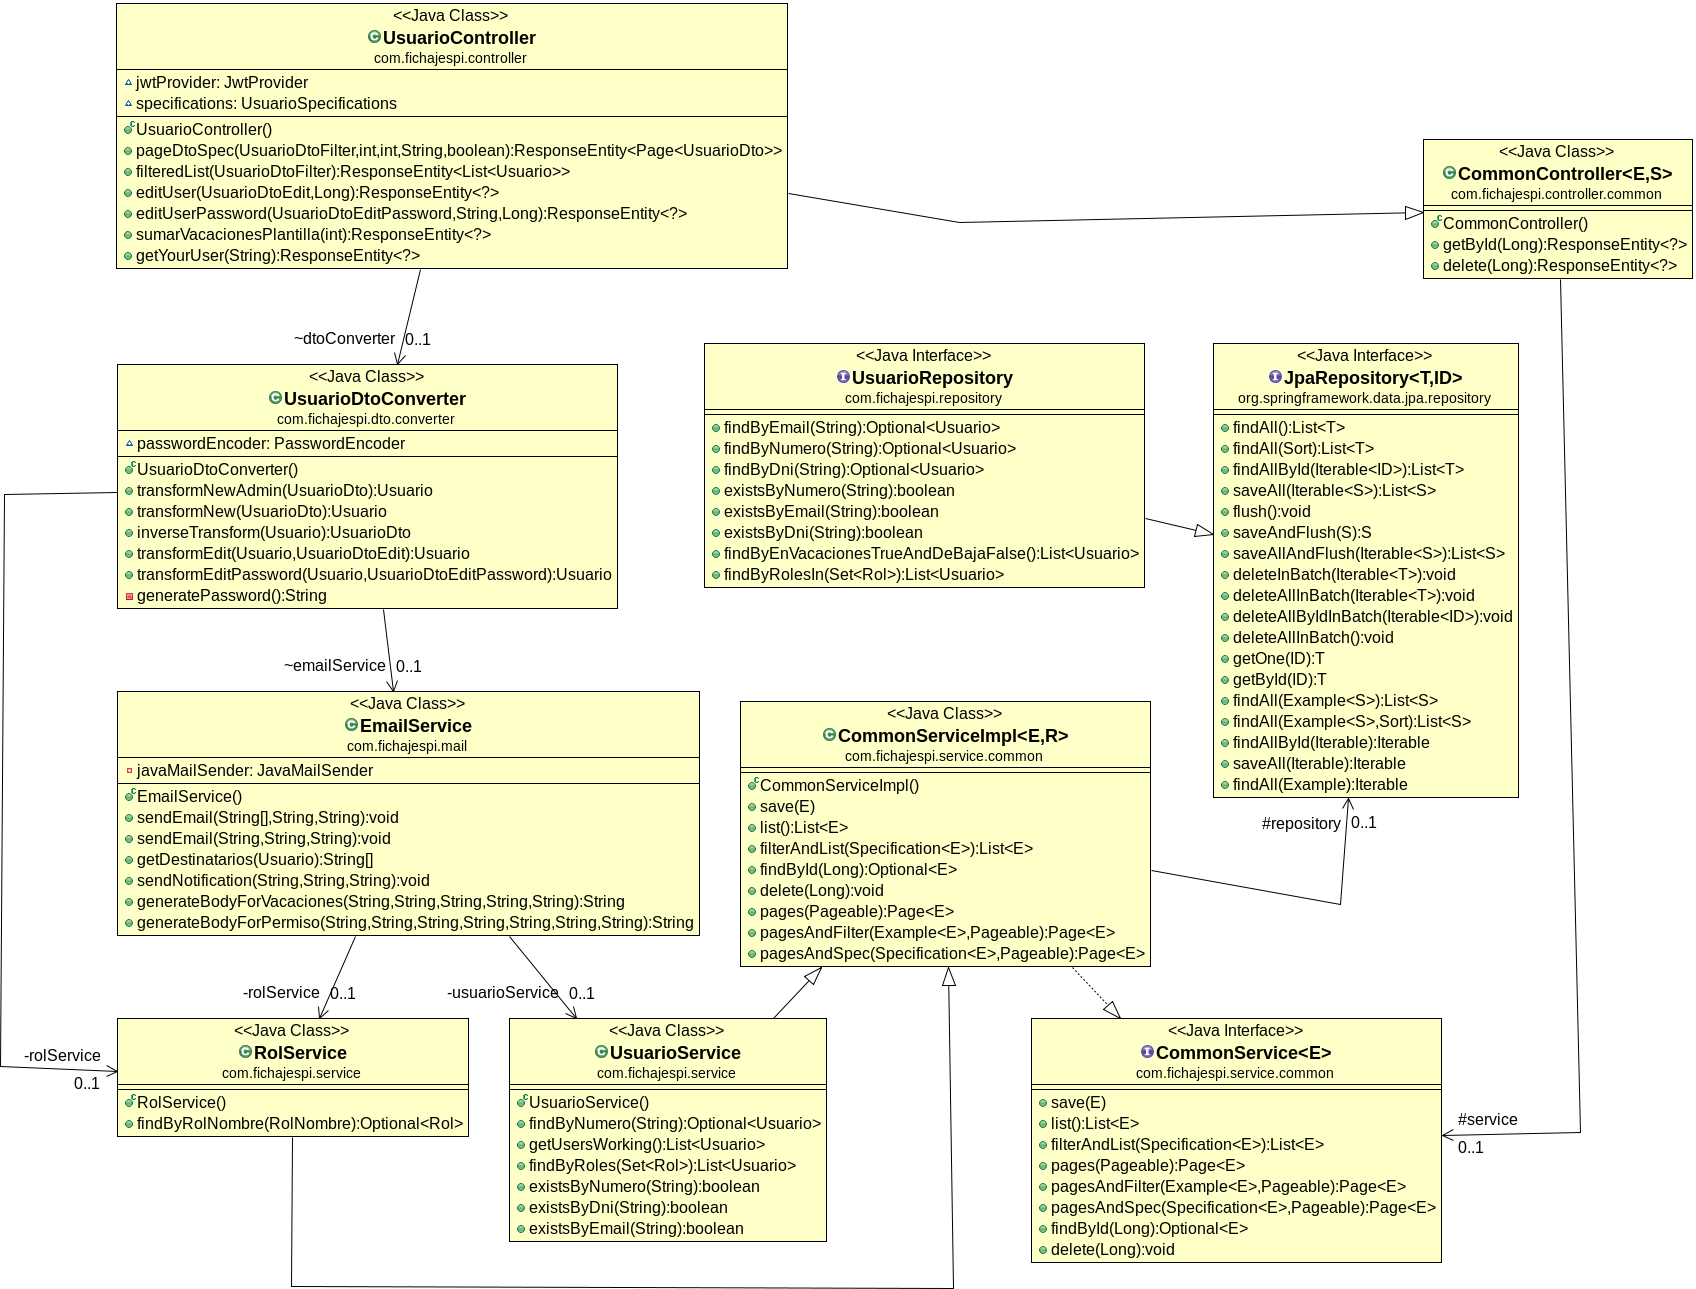 <<Java Class>>
UsuarioController
com.fichajespi.controller
jwtProvider: JwtProvider
specifications: UsuarioSpecifications
UsuarioController()
pageDtoSpec(UsuarioDtoFilter,int,int,String,boolean):ResponseEntity<Page<UsuarioDto>>
filteredList(UsuarioDtoFilter):ResponseEntity<List<Usuario>>
editUser(UsuarioDtoEdit,Long):ResponseEntity<?>
editUserPassword(UsuarioDtoEditPassword,String,Long):ResponseEntity<?>
sumarVacacionesPlantilla(int):ResponseEntity<?>
getYourUser(String):ResponseEntity<?>
<<Java Class>>
CommonController<E,S>
com.fichajespi.controller.common
CommonController()
getById(Long):ResponseEntity<?>
delete(Long):ResponseEntity<?>
~dtoConverter 0..1
<<Java Class>>
UsuarioDtoConverter
com.fichajespi.dto.converter
passwordEncoder: PasswordEncoder
UsuarioDtoConverter()
transformNewAdmin(UsuarioDto):Usuario
transformNew(UsuarioDto):Usuario
inverseTransform(Usuario):UsuarioDto
transformEdit(Usuario,UsuarioDtoEdit):Usuario
transformEditPassword(Usuario,UsuarioDtoEditPassword):Usuario
generatePassword():String
<<Java Interface>>
UsuarioRepository
com.fichajespi.repository
findByEmail(String):Optional<Usuario>
findByNumero(String):Optional<Usuario>
findByDni(String):Optional<Usuario>
existsByNumero(String):boolean
existsByEmail(String):boolean
existsByDni(String):boolean
findByEnVacacionesTrueAndDeBajaFalse():List<Usuario>
findByRolesIn(Set<Rol>):List<Usuario>
<<Java Interface>>
JpaRepository<T,ID>
org.springframework.data.jpa.repository
findAll():List<T>
findAll(Sort):List<T>
findAllById(Iterable<ID>):List<T>
saveAll(Iterable<S>):List<S>
flush():void
saveAndFlush(S):S
saveAllAndFlush(Iterable<S>):List<S>
deleteInBatch(Iterable<T>):void
deleteAllInBatch(Iterable<T>):void
deleteAllByIdInBatch(Iterable<ID>):void
deleteAllInBatch():void
getOne(ID):T
getById(ID):T
findAll(Example<S>):List<S>
findAll(Example<S>,Sort):List<S>
findAllById(Iterable):Iterable
saveAll(Iterable):Iterable
findAll(Example):Iterable
~emailService 0..1
<<Java Class>>
EmailService
com.fichajespi.mail
javaMailSender: JavaMailSender
EmailService()
sendEmail(String[],String,String):void
sendEmail(String,String,String):void
getDestinatarios(Usuario):String[]
sendNotification(String,String,String):void
generateBodyForVacaciones(String,String,String,String,String):String
generateBodyForPermiso(String,String,String,String,String,String,String):String
<<Java Class>>
CommonServiceImpl<E,R>
com.fichajespi.service.common
CommonServiceImpl()
save(E)
list():List<E>
filterAndList(Specification<E>):List<E>
findById(Long):Optional<E>
delete(Long):void
pages(Pageable):Page<E>
pagesAndFilter(Example<E>,Pageable):Page<E>
pagesAndSpec(Specification<E>,Pageable):Page<E>
#repository 0..1
-rolService 0..1
-usuarioService 0..1
-rolService
0..1
<<Java Class>>
RolService
com.fichajespi.service
RolService()
findByRolNombre(RolNombre):Optional<Rol>
<<Java Class>>
UsuarioService
com.fichajespi.service
UsuarioService()
findByNumero(String):Optional<Usuario>
getUsersWorking():List<Usuario>
findByRoles(Set<Rol>):List<Usuario>
existsByNumero(String):boolean
existsByDni(String):boolean
existsByEmail(String):boolean
<<Java Interface>>
CommonService<E>
com.fichajespi.service.common
save(E)
list():List<E>
filterAndList(Specification<E>):List<E>
pages(Pageable):Page<E>
pagesAndFilter(Example<E>,Pageable):Page<E>
pagesAndSpec(Specification<E>,Pageable):Page<E>
findById(Long):Optional<E>
delete(Long):void
#service
0..1